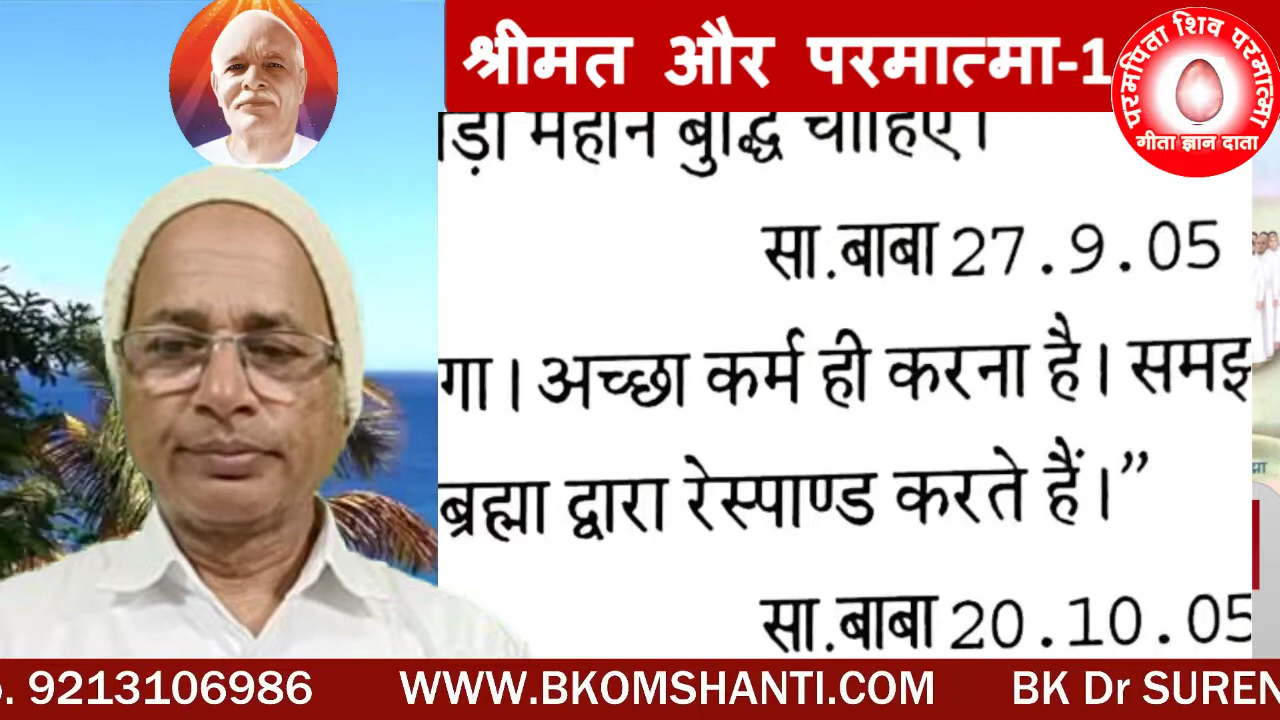 श्रीमत और परमात्मा-1
परमपिता शिव परमात्मा
गीता ज्ञान दाता
महान बुद्धि चाहिए।
सा.बाबा 27.9.05
गा। अच्छा कर्म ही करना है। समझ
ब्रह्मा द्वारा रेस्पाण्ड करते हैं।”
सा.बाबा 20.10.05
. 9213106986 WWW.BKOMSHANTI.COM BK Dr SUREN